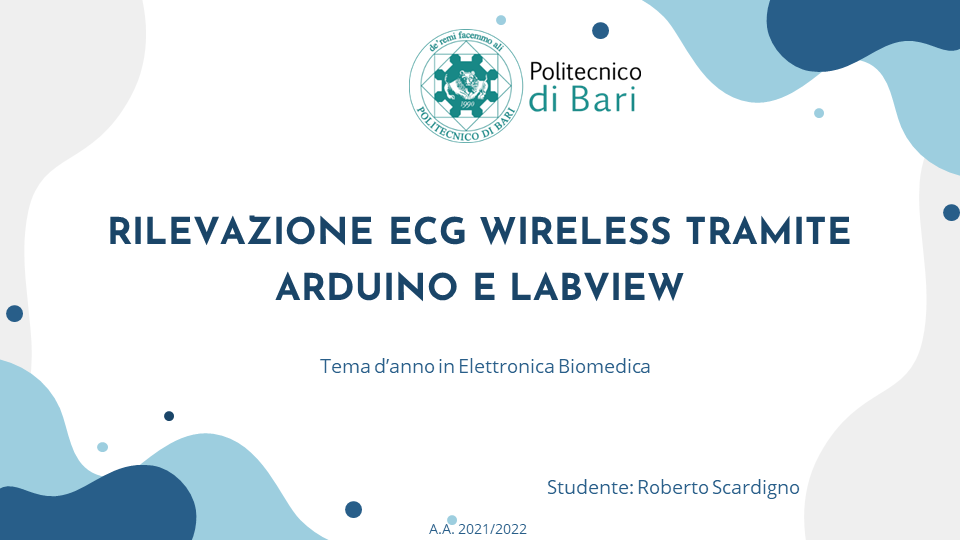 de' remi facemmo ali
1990
POLITECNICO DI BARI
Politecnico
di Bari
RILEVAZIONE ECG WIRELESS TRAMITE
ARDUINO E LABVIEW
Tema d'anno in Elettronica Biomedica
Studente: Roberto Scardigno
A.A. 2021/2022